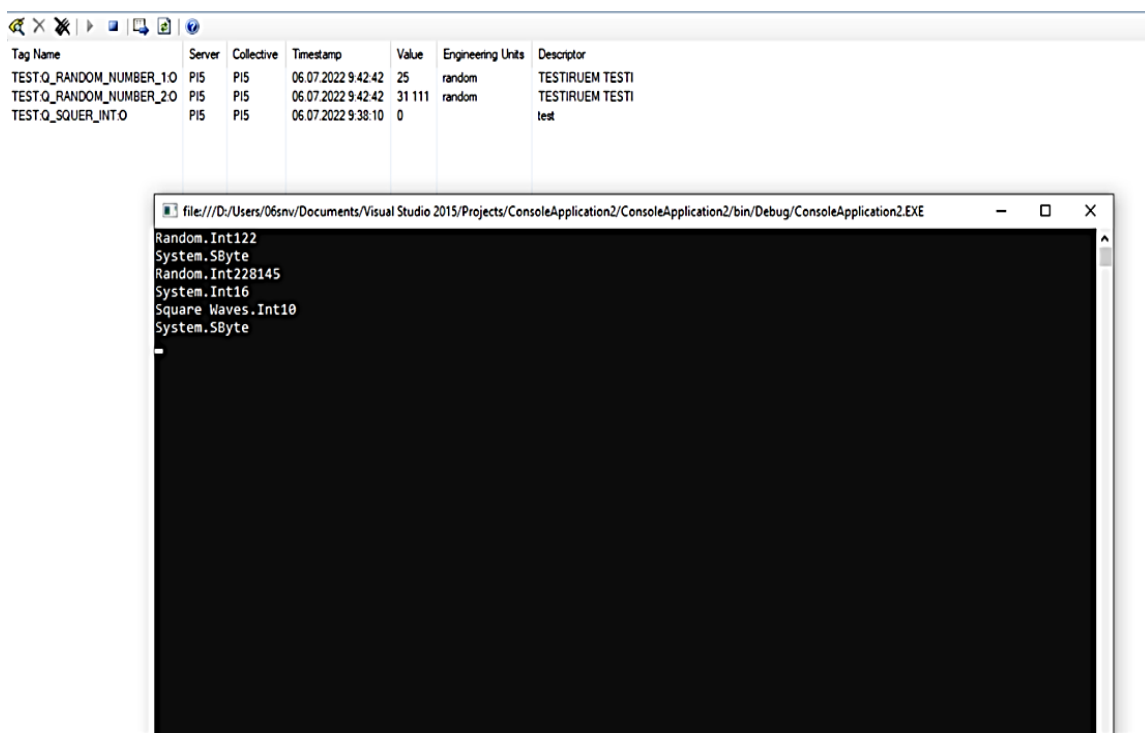 Tag Name Server Collective Timestamp Value Engineering Units Descriptor
TEST:Q_RANDOM_NUMBER_1:O PI5 PI5 06.07.2022 9:42:42 25 random TESTIRUEM TESTI
TEST:Q_RANDOM_NUMBER_2:O PI5 PI5 06.07.2022 9:42:42 31 111 random TESTIRUEM TESTI
TEST:Q_SQUER_INT:O PI5 PI5 06.07.2022 9:38:10 0 test
file:///D:/Users/06snv/Documents/Visual Studio 2015/Projects/ConsoleApplication2/ConsoleApplication2/bin/Debug/ConsoleApplication2.EXE
Random.Int122
System.SByte
Random.Int228145
System.Int16
Square Waves.Int10
System.SByte